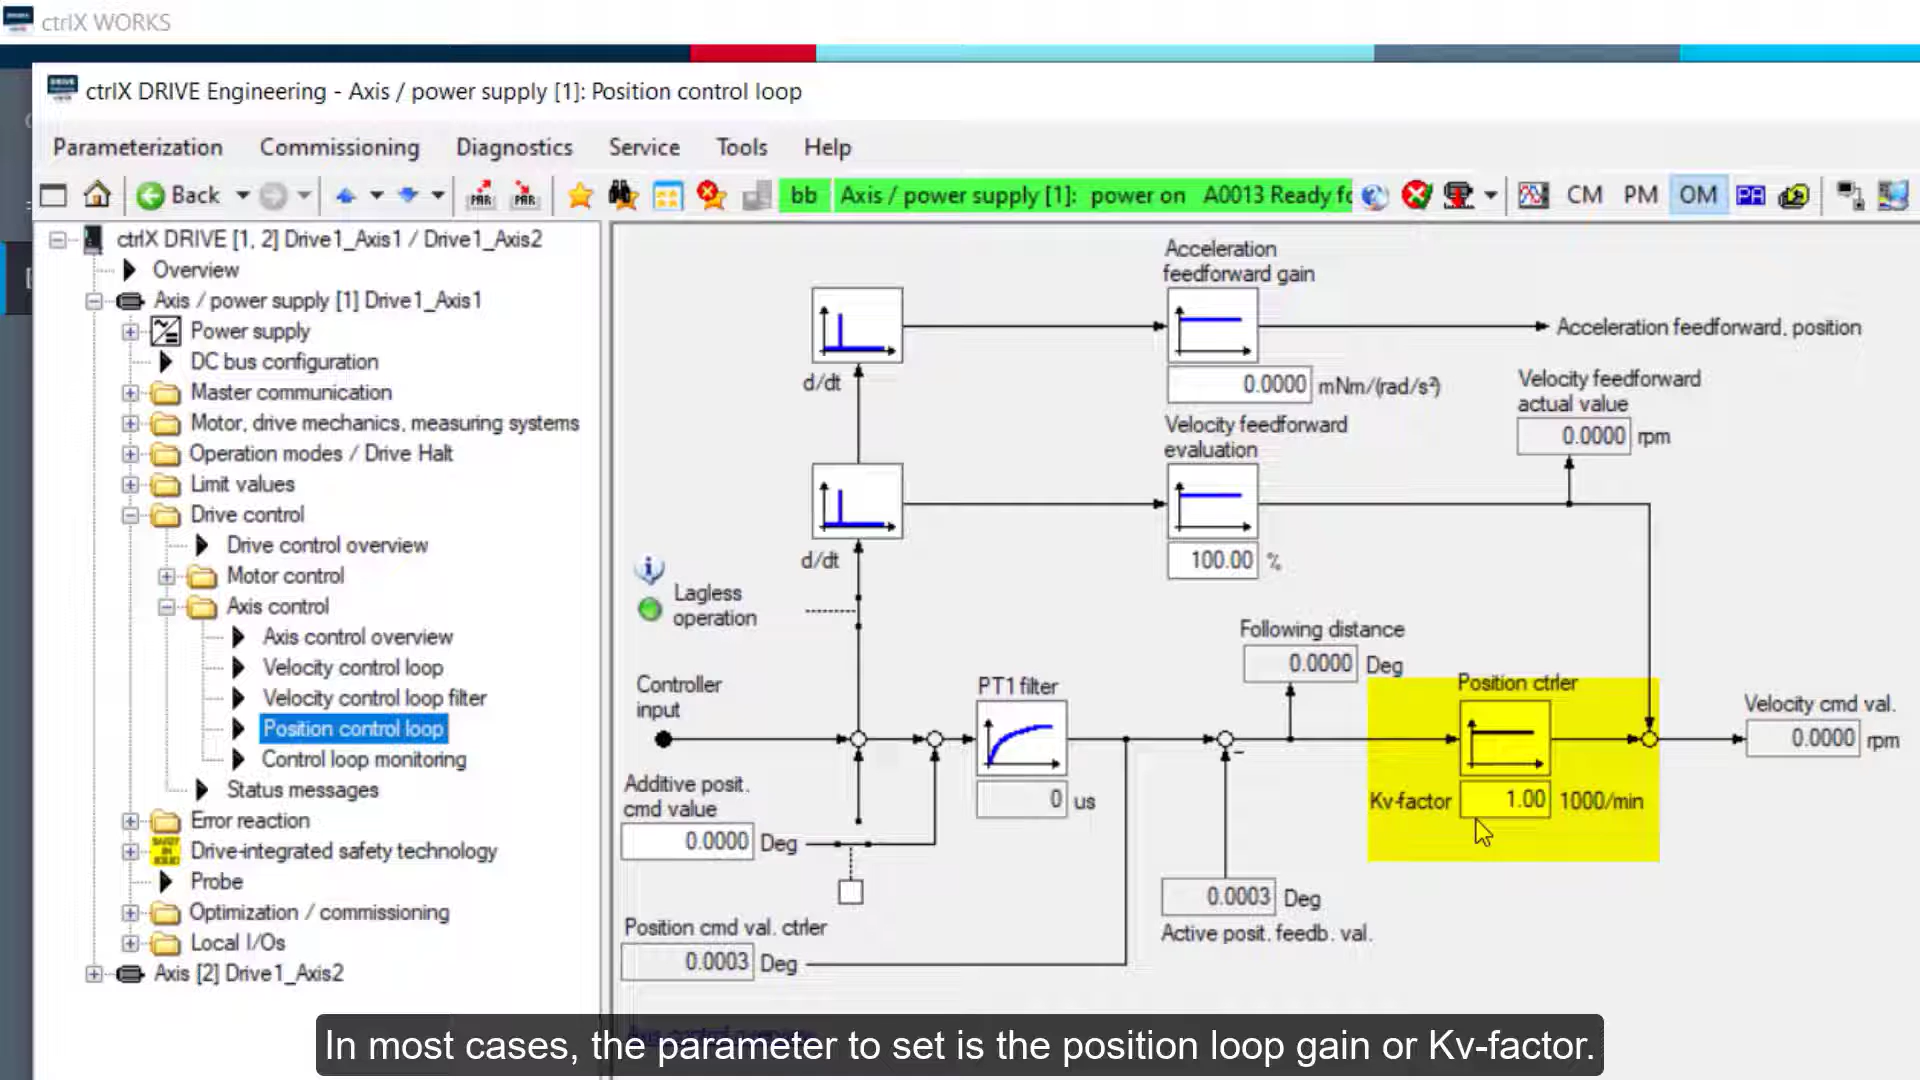 ctrlX WORKS
ctrlX DRIVE Engineering - Axis / power supply [1]: Position control loop
Parameterization Commissioning Diagnostics Service Tools Help
Back PAR PAR bb Axis / power supply [1]: power on A0013 Ready fo CM PM OM PA
ctrlX DRIVE [1, 2] Drive1_Axis1 / Drive1_Axis2
Overview
Axis / power supply [1] Drive1_Axis1
Power supply
DC bus configuration
Master communication
Motor, drive mechanics, measuring systems
Operation modes / Drive Halt
Limit values
Drive control
Drive control overview
Motor control
Axis control
Axis control overview
Velocity control loop
Velocity control loop filter
Position control loop
Control loop monitoring
Status messages
Error reaction
Drive-integrated safety technology
Probe
Optimization / commissioning
Local I/Os
Axis [2] Drive1_Axis2
Acceleration
feedforward gain
Acceleration feedforward, position
d/dt
0.0000 mNm/(rad/s²)
Velocity feedforward
actual value
0.0000 rpm
Velocity feedforward
evaluation
d/dt
100.00 %
Lagless
operation
Following distance
0.0000 Deg
Controller
input
PT1 filter
0 us
Position ctrler
Kv-factor 1.00 1000/min
Velocity cmd val.
0.0000 rpm
Additive posit.
cmd value
0.0000 Deg
0.0003 Deg
Active posit. feedb. val.
Position cmd val. ctrler
0.0003 Deg
In most cases, the parameter to set is the position loop gain or Kv-factor.